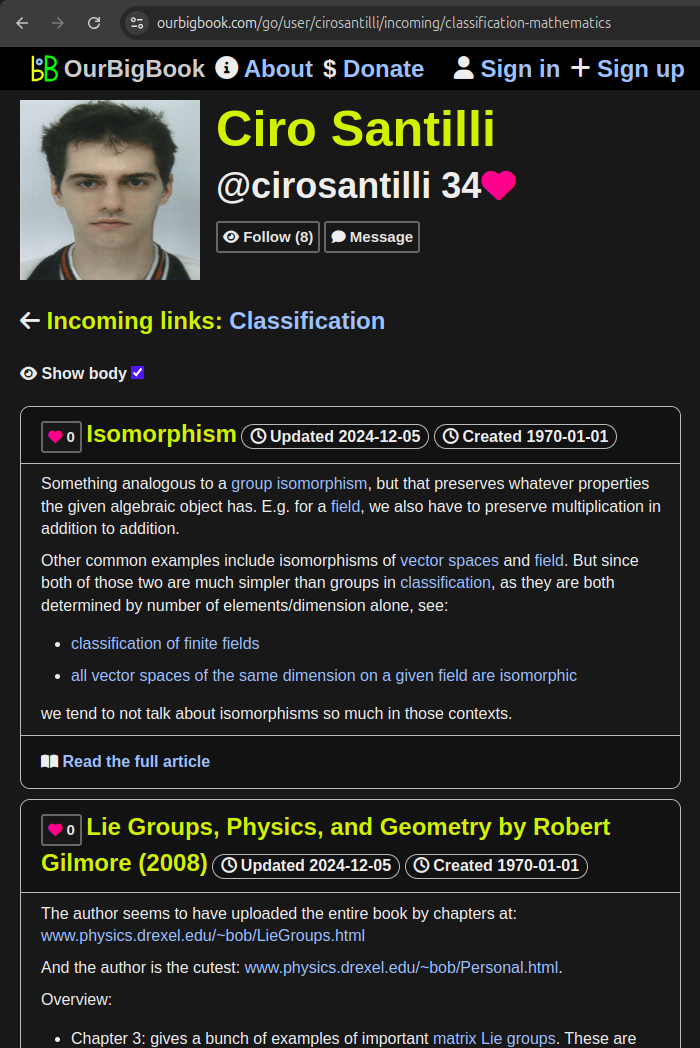 ourbigbook.com/go/user/cirosantilli/incoming/classification-mathematics
OurBigBook About $ Donate Sign in Sign up
Ciro Santilli
@cirosantilli 34
Follow (8) Message
Incoming links: Classification
Show body
0 Isomorphism Updated 2024-12-05 Created 1970-01-01
Something analogous to a group isomorphism, but that preserves whatever properties
the given algebraic object has. E.g. for a field, we also have to preserve multiplication in
addition to addition.
Other common examples include isomorphisms of vector spaces and field. But since
both of those two are much simpler than groups in classification, as they are both
determined by number of elements/dimension alone, see:
• classification of finite fields
• all vector spaces of the same dimension on a given field are isomorphic
we tend to not talk about isomorphisms so much in those contexts.
Read the full article
0 Lie Groups, Physics, and Geometry by Robert
Gilmore (2008) Updated 2024-12-05 Created 1970-01-01
The author seems to have uploaded the entire book by chapters at:
www.physics.drexel.edu/~bob/LieGroups.html
And the author is the cutest: www.physics.drexel.edu/~bob/Personal.html.
Overview:
• Chapter 3: gives a bunch of examples of important matrix Lie groups. These are